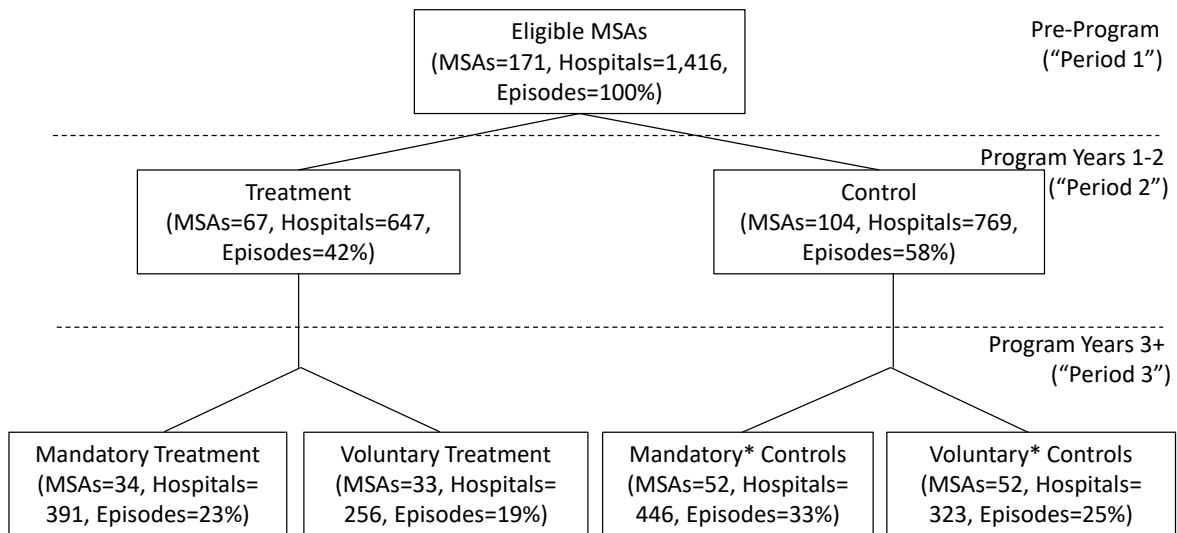 Eligible MSAs
(MSAs=171, Hospitals=1,416,
Episodes=100%)
Pre-Program
(“Period 1”)
Program Years 1-2
(“Period 2”)
Treatment
(MSAs=67, Hospitals=647,
Episodes=42%)
Control
(MSAs=104, Hospitals=769,
Episodes=58%)
Program Years 3+
(“Period 3”)
Mandatory Treatment
(MSAs=34, Hospitals=
391, Episodes=23%)
Voluntary Treatment
(MSAs=33, Hospitals=
256, Episodes=19%)
Mandatory* Controls
(MSAs=52, Hospitals=
446, Episodes=33%)
Voluntary* Controls
(MSAs=52, Hospitals=
323, Episodes=25%)